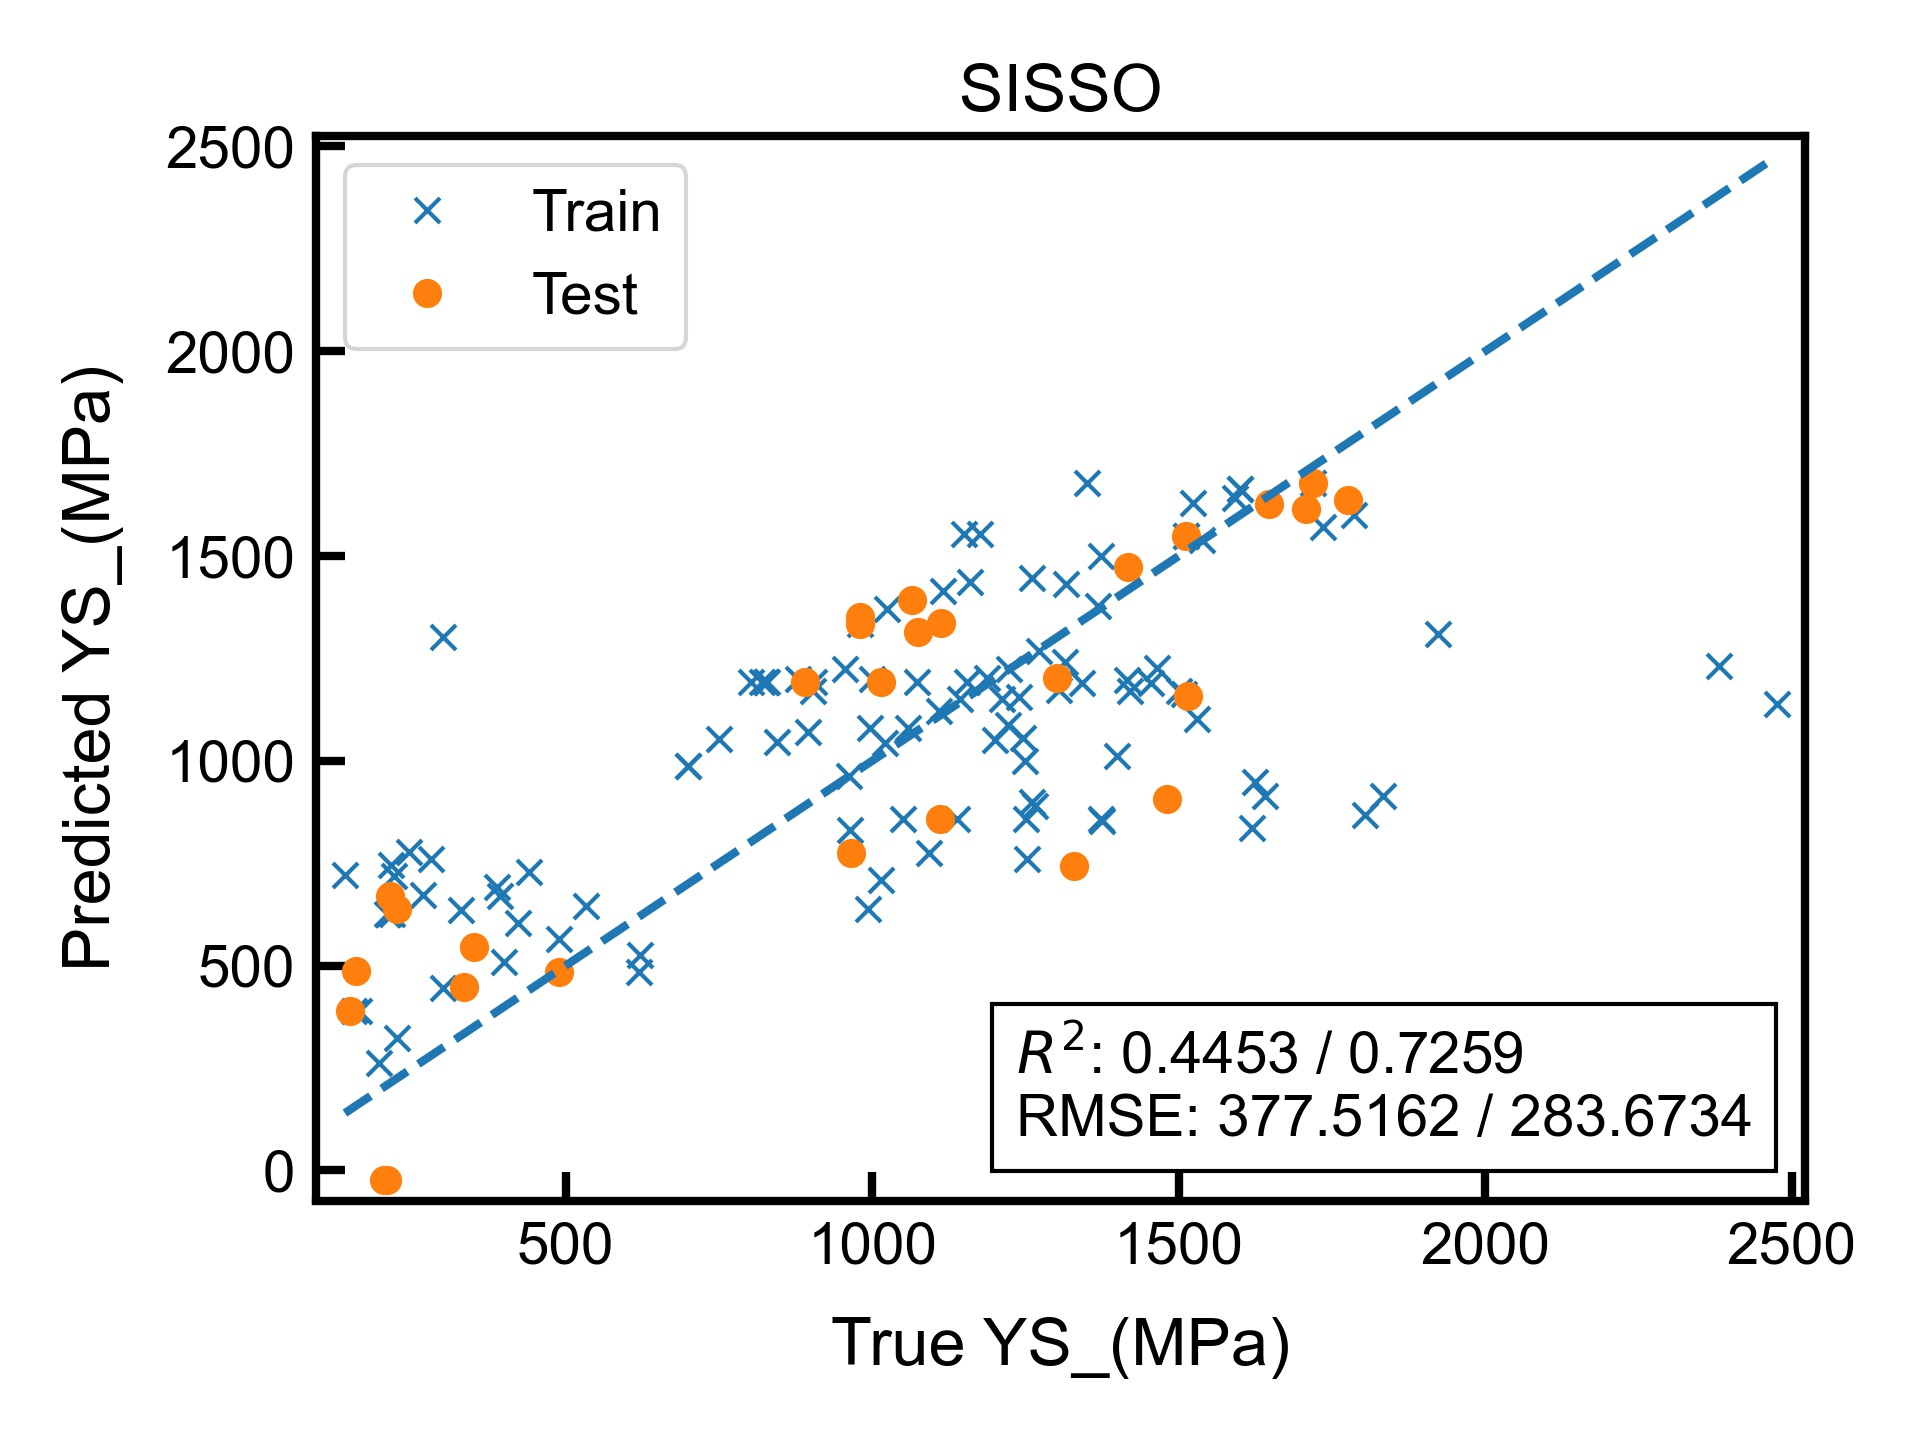 SISSO
2500
2000
1500
1000
500
0
Predicted YS_(MPa)
Train
Test
R²: 0.4453 / 0.7259
RMSE: 377.5162 / 283.6734
500 1000 1500 2000 2500
True YS_(MPa)